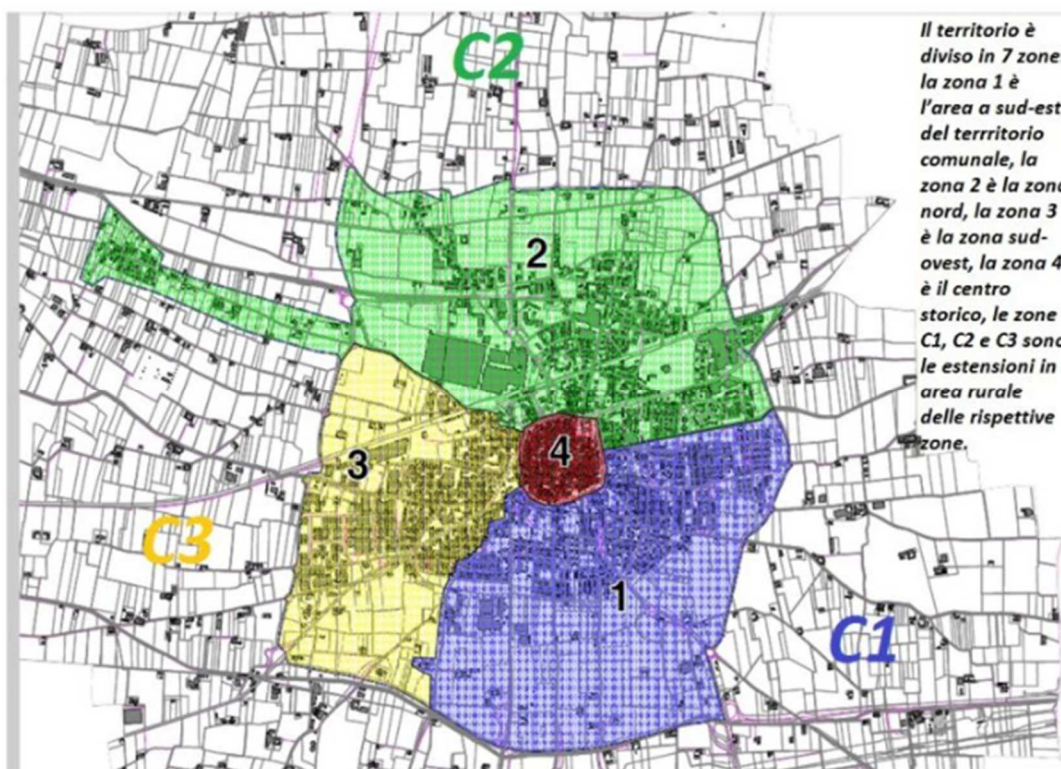 C2
Il territorio è
diviso in 7 zone
la zona 1 è
l'area a sud-est
del terrritorio
comunale, la
zona 2 è la zona
nord, la zona 3
è la zona sud-
ovest, la zona 4
è il centro
storico, le zone
C1, C2 e C3 sono
le estensioni in
area rurale
delle rispettive
zone.
2
4
3
C3
1
C1